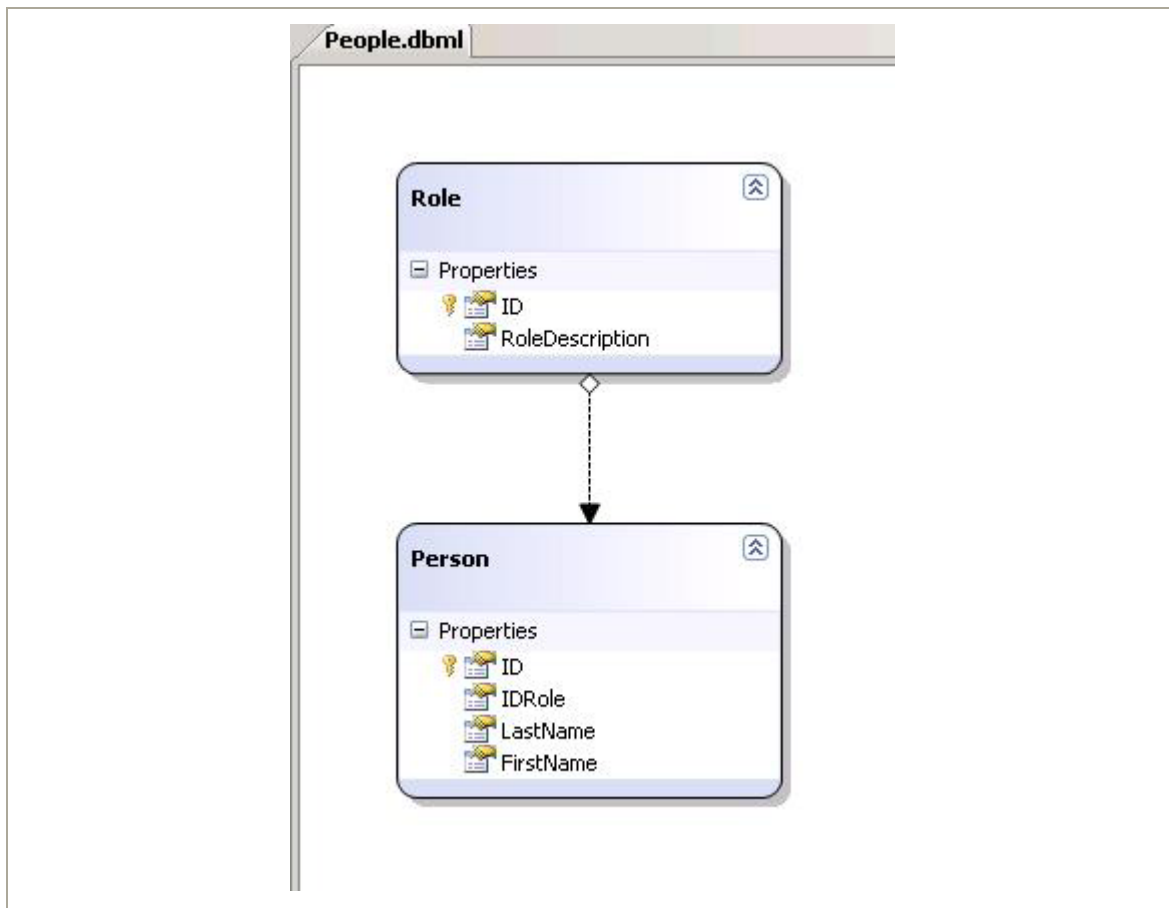 People.dbml
Role
Properties
ID
RoleDescription
Person
Properties
ID
IDRole
LastName
FirstName